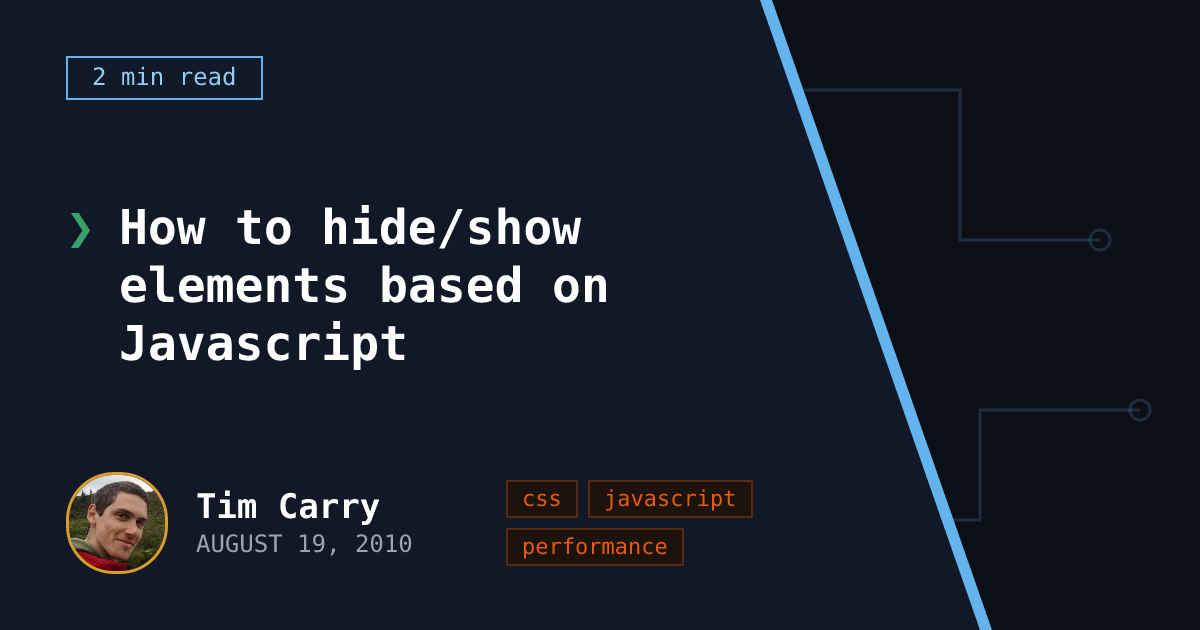 2 min read
❯ How to hide/show
elements based on
Javascript
Tim Carry
AUGUST 19, 2010
css javascript
performance